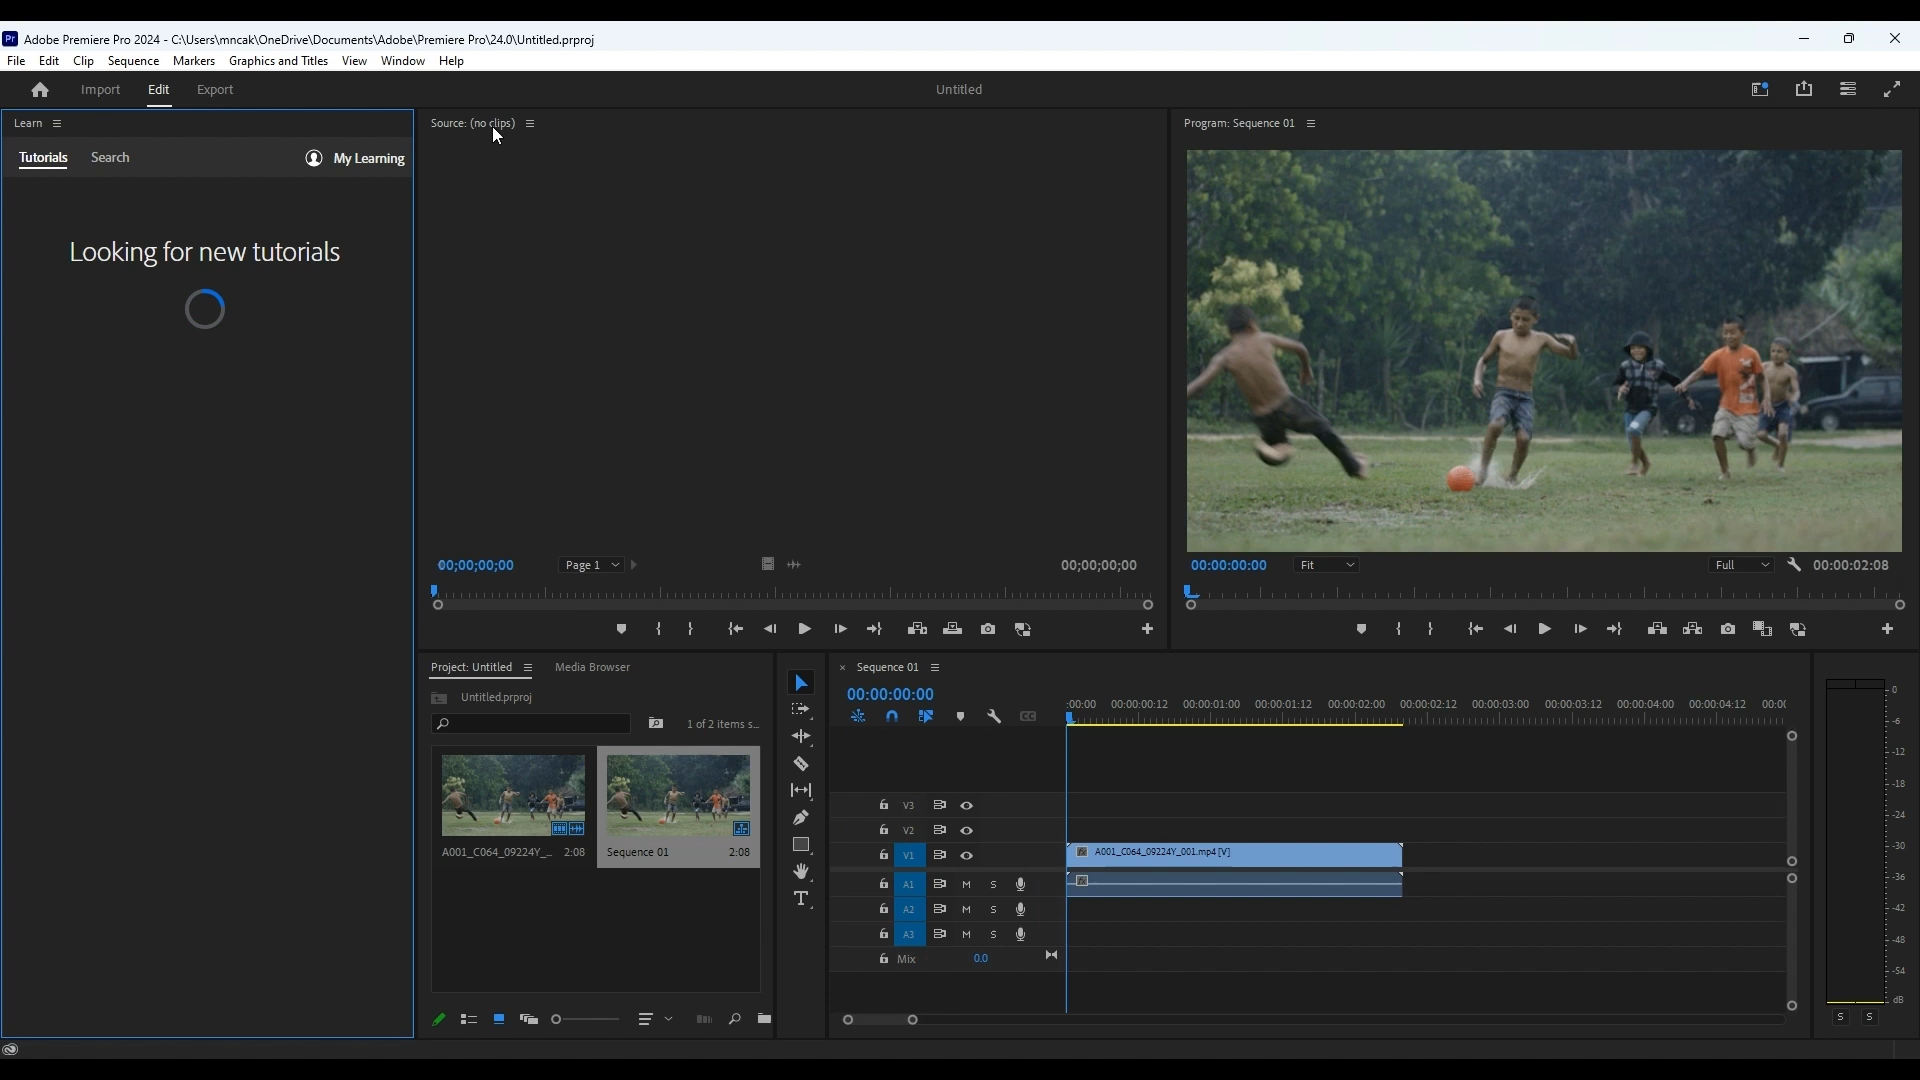 Adobe Premiere Pro 2024 - C:\Users\mncak\OneDrive\Documents\Adobe\Premiere Pro\24.0\Untitled.prproj
File Edit Clip Sequence Markers Graphics and Titles View Window Help
Import Edit Export Untitled
Learn
Source: (no clips)
Program: Sequence 01
Tutorials Search My Learning
Looking for new tutorials
00;00;00;00 Page 1 00;00;00;00
00:00:00:00 Fit Full 00:00:02:08
Project: Untitled Media Browser
Untitled.prproj
1 of 2 items s...
A001_C064_09224Y_... 2:08
Sequence 01 2:08
× Sequence 01
00:00:00:00
:00:00 00:00:00:12 00:00:01:00 00:00:01:12 00:00:02:00 00:00:02:12 00:00:03:00 00:00:03:12 00:00:04:00 00:00:04:12 00:00
V3
V2
V1 fx A001_C064_09224Y_001.mp4 [V]
A1 M S fx
A2 M S
A3 M S
Mix 0.0
0
-6
-12
-18
-24
-30
-36
-42
-48
-54
dB
S S